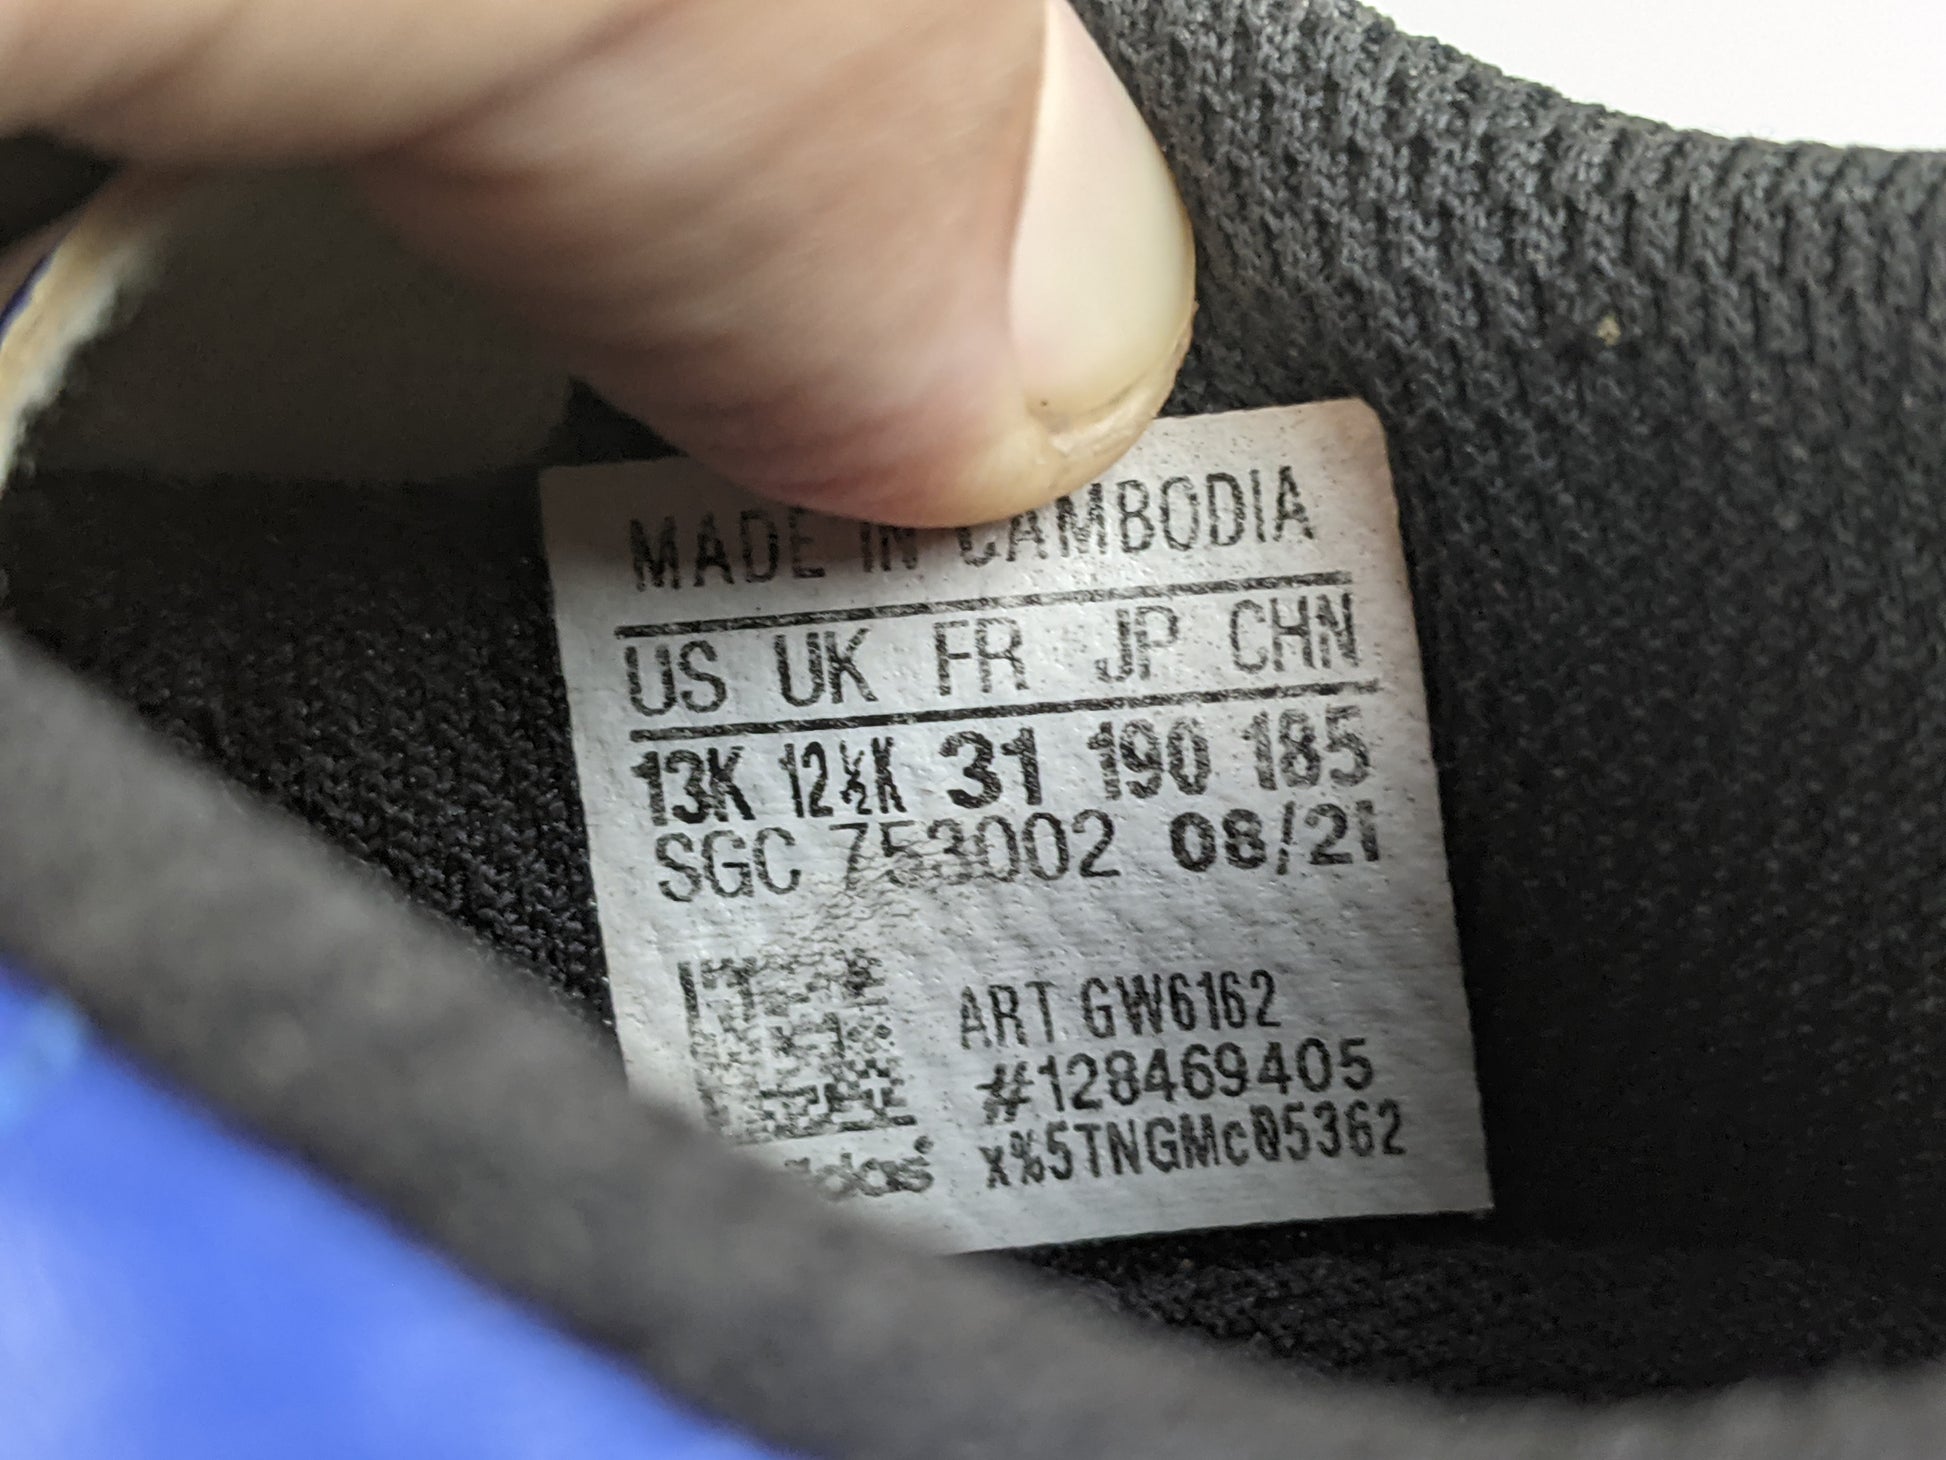 MADE IN CAMBODIA
US UK FR JP CHN
13K 12½K 31 190 185
SGC 753002 08/21
ART GW6162
#128469405
x%5TNGMc05362
adidas